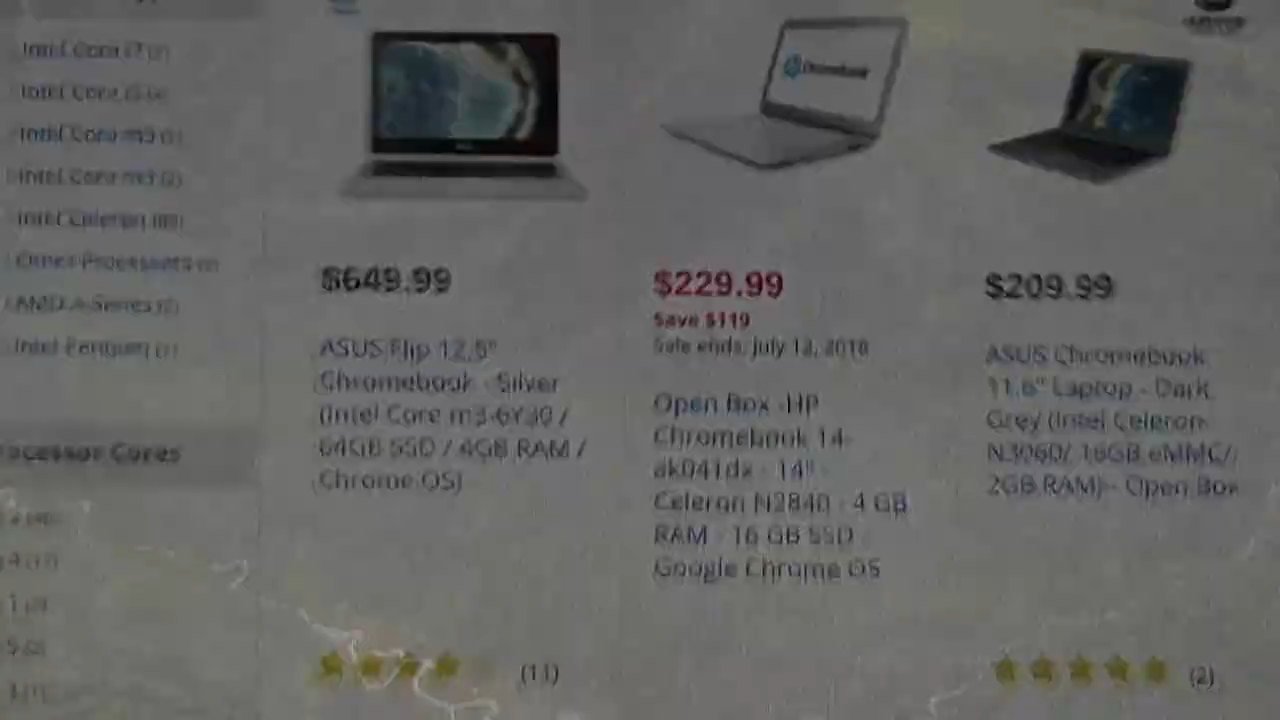 Intel Core i7
Intel Core
Intel Core m3
Intel Core m3 (2)
Intel Celeron
Other Processors
AMD A-Series
Intel Pentium
Cores
Chromebook
$649.99
ASUS Flip 12.5"
Chromebook - Silver
(Intel Core m3-6Y30 /
64GB SSD / 4GB RAM /
Chrome OS)
(11)
$229.99
Save $119
Sale ends: July 12, 2018
Open Box -HP
Chromebook 14-
ak041dx - 14"
Celeron N2840 - 4 GB
RAM - 16 GB SSD -
Google Chrome OS
$209.99
ASUS Chromebook
11.6" Laptop - Dark
Grey (Intel Celeron
N3060/ 16GB eMMC/
2GB RAM) - Open Box
(2)